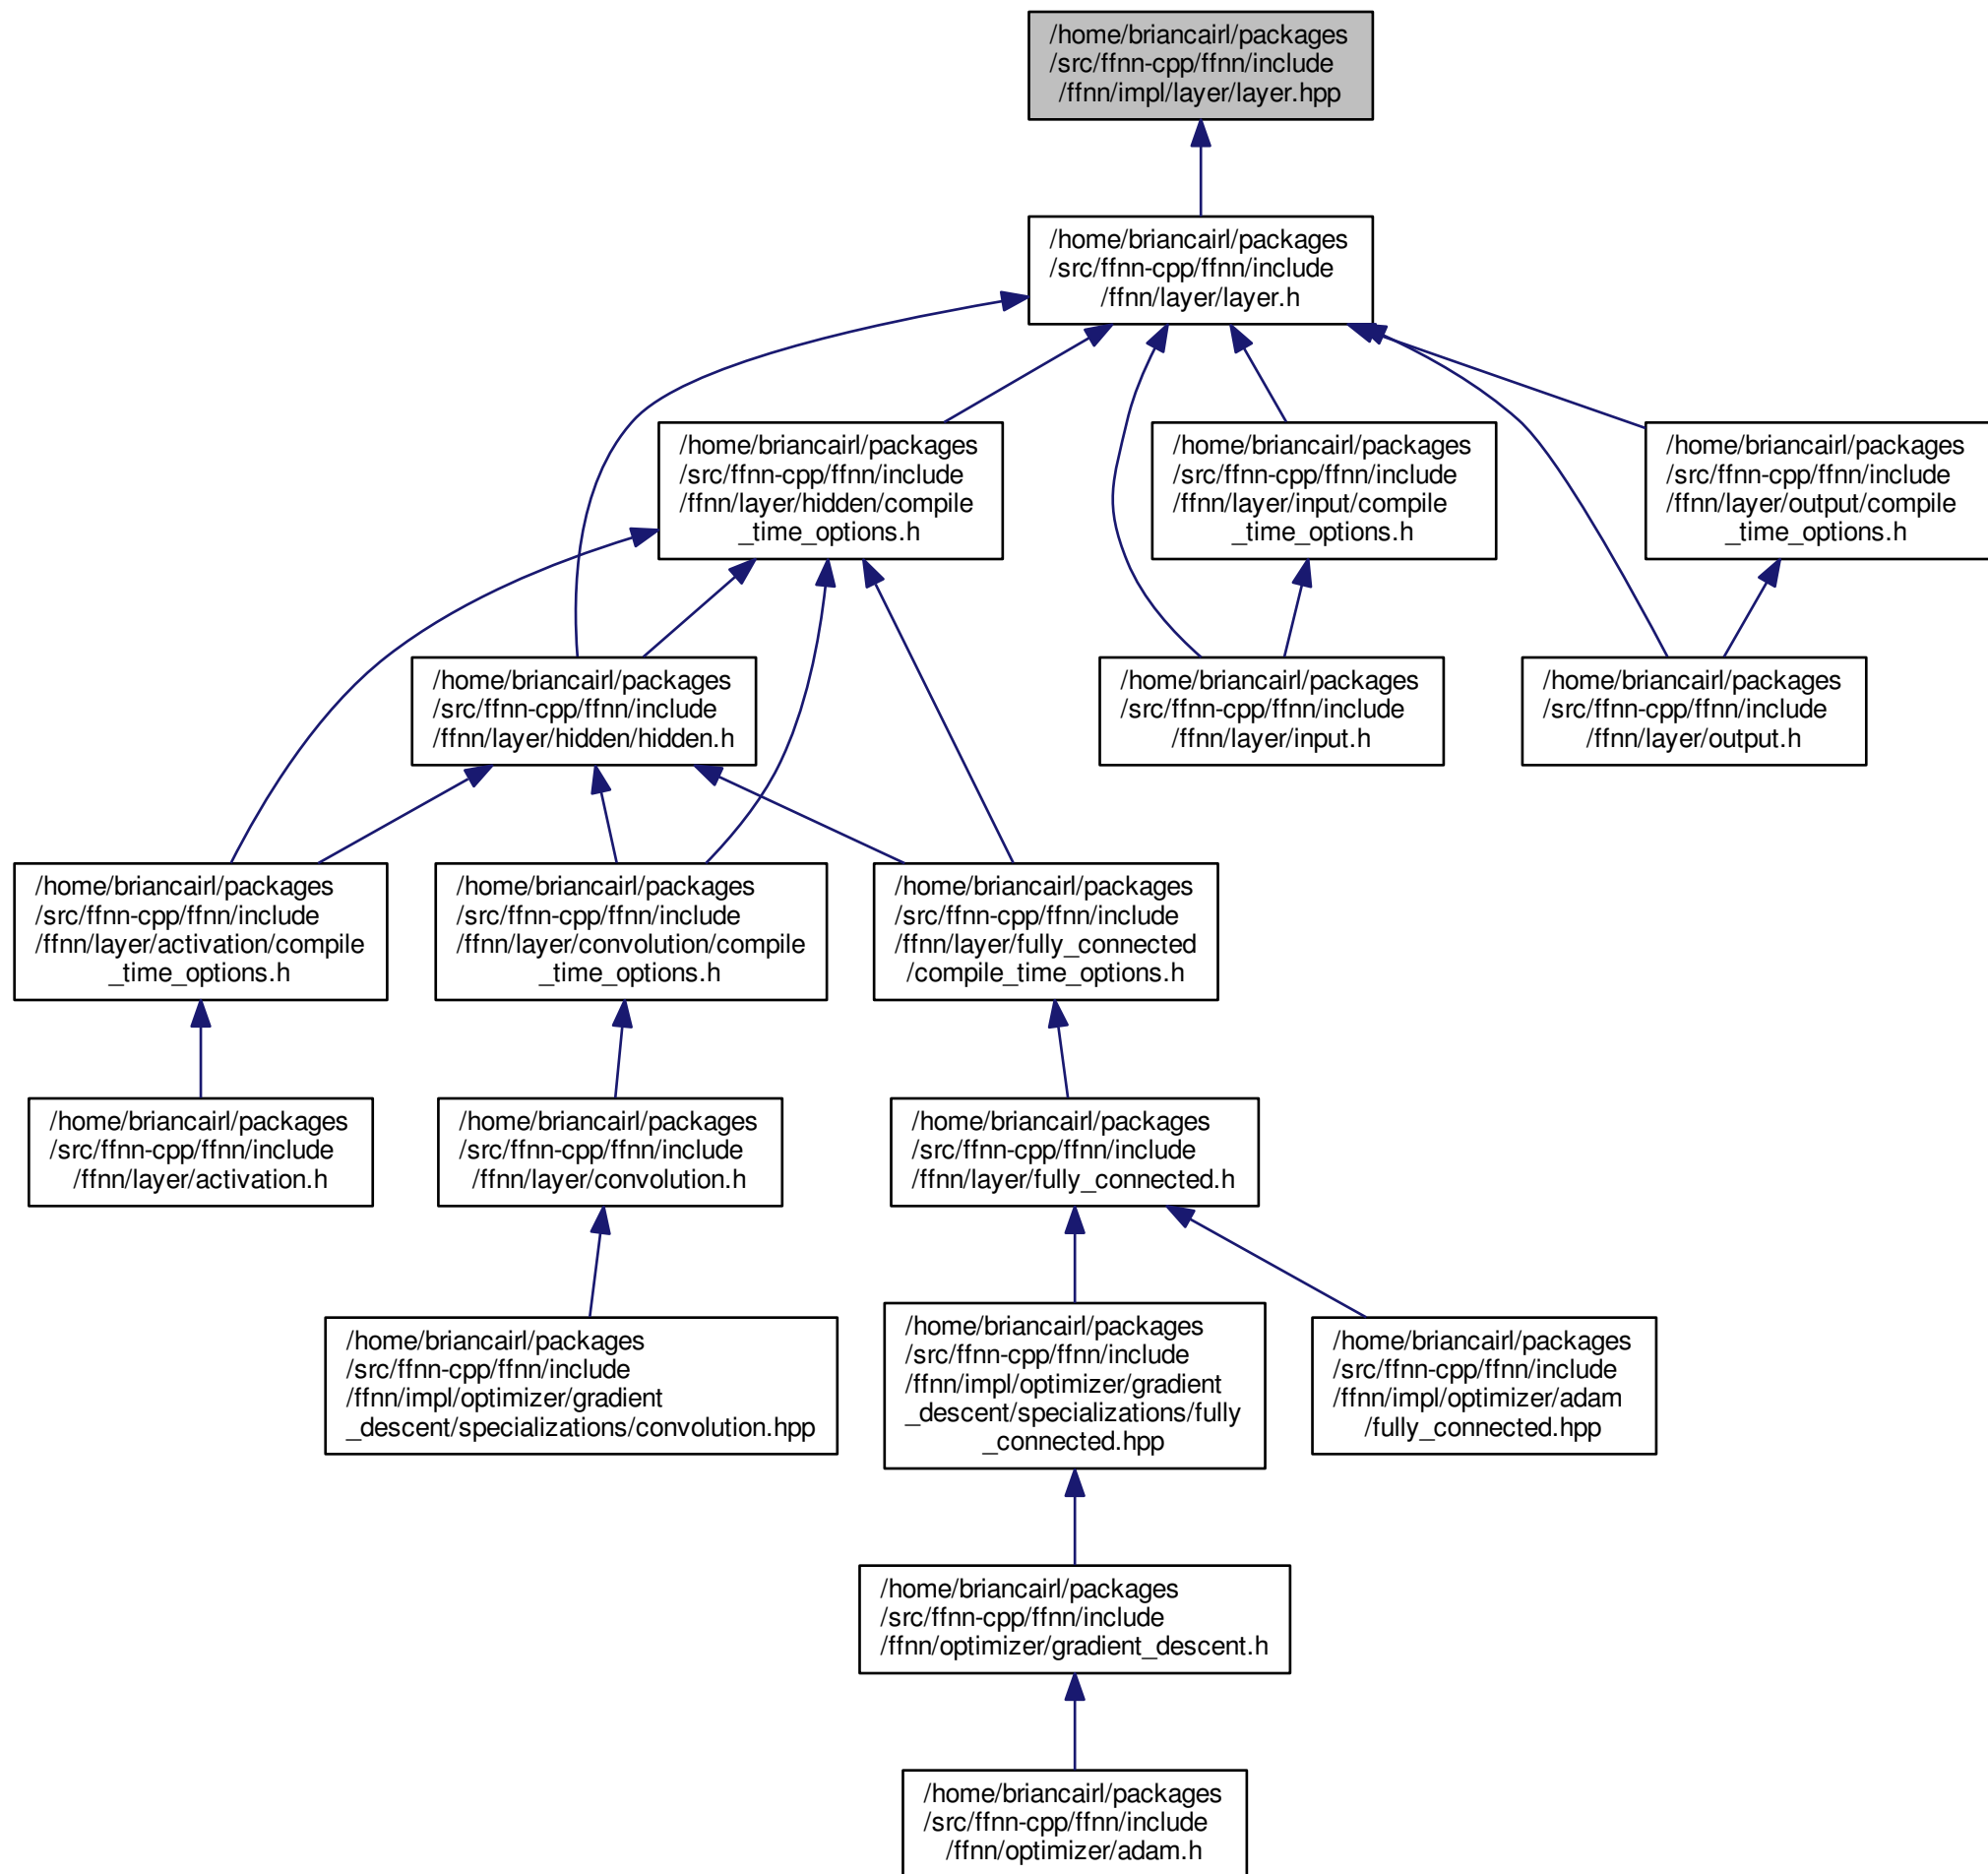 /home/briancairl/packages
/src/ffnn-cpp/ffnn/include
/ffnn/impl/layer/layer.hpp
/home/briancairl/packages
/src/ffnn-cpp/ffnn/include
/ffnn/layer/layer.h
/home/briancairl/packages
/src/ffnn-cpp/ffnn/include
/ffnn/layer/hidden/compile
_time_options.h
/home/briancairl/packages
/src/ffnn-cpp/ffnn/include
/ffnn/layer/input/compile
_time_options.h
/home/briancairl/packages
/src/ffnn-cpp/ffnn/include
/ffnn/layer/output/compile
_time_options.h
/home/briancairl/packages
/src/ffnn-cpp/ffnn/include
/ffnn/layer/hidden/hidden.h
/home/briancairl/packages
/src/ffnn-cpp/ffnn/include
/ffnn/layer/input.h
/home/briancairl/packages
/src/ffnn-cpp/ffnn/include
/ffnn/layer/output.h
/home/briancairl/packages
/src/ffnn-cpp/ffnn/include
/ffnn/layer/activation/compile
_time_options.h
/home/briancairl/packages
/src/ffnn-cpp/ffnn/include
/ffnn/layer/convolution/compile
_time_options.h
/home/briancairl/packages
/src/ffnn-cpp/ffnn/include
/ffnn/layer/fully_connected
/compile_time_options.h
/home/briancairl/packages
/src/ffnn-cpp/ffnn/include
/ffnn/layer/activation.h
/home/briancairl/packages
/src/ffnn-cpp/ffnn/include
/ffnn/layer/convolution.h
/home/briancairl/packages
/src/ffnn-cpp/ffnn/include
/ffnn/layer/fully_connected.h
/home/briancairl/packages
/src/ffnn-cpp/ffnn/include
/ffnn/impl/optimizer/gradient
_descent/specializations/convolution.hpp
/home/briancairl/packages
/src/ffnn-cpp/ffnn/include
/ffnn/impl/optimizer/gradient
_descent/specializations/fully
_connected.hpp
/home/briancairl/packages
/src/ffnn-cpp/ffnn/include
/ffnn/impl/optimizer/adam
/fully_connected.hpp
/home/briancairl/packages
/src/ffnn-cpp/ffnn/include
/ffnn/optimizer/gradient_descent.h
/home/briancairl/packages
/src/ffnn-cpp/ffnn/include
/ffnn/optimizer/adam.h